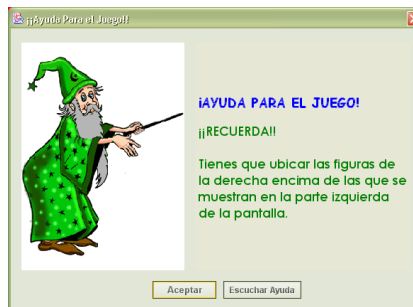 ¡¡Ayuda Para el Juego!!
¡AYUDA PARA EL JUEGO!
¡¡RECUERDA!!
Tienes que ubicar las figuras de
la derecha encima de las que se
muestran en la parte izquierda
de la pantalla.
Aceptar
Escuchar Ayuda